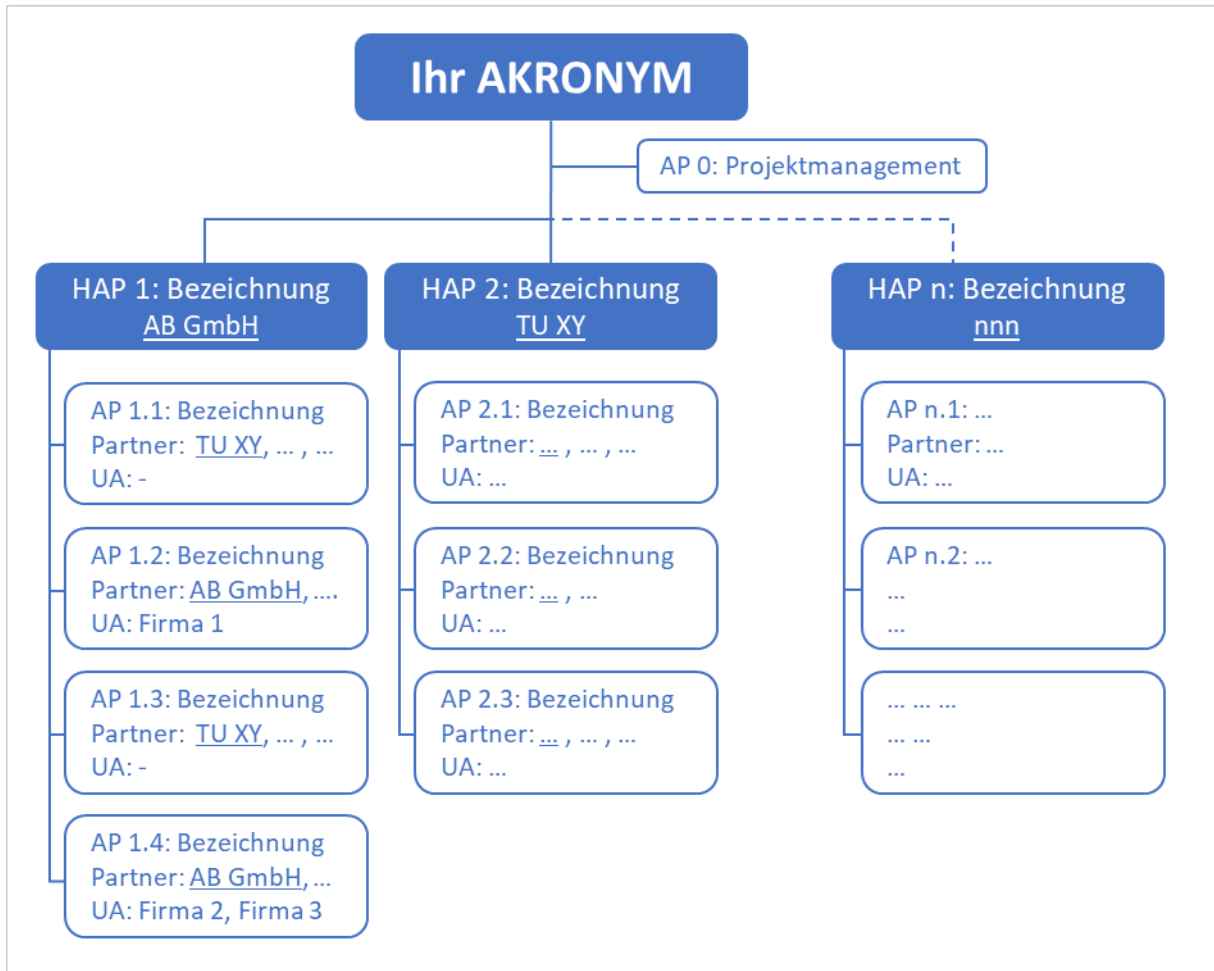 Ihr AKRONYM
AP 0: Projektmanagement
HAP 1: Bezeichnung
AB GmbH
AP 1.1: Bezeichnung
Partner: TU XY, ... , ...
UA: -
AP 1.2: Bezeichnung
Partner: AB GmbH, ....
UA: Firma 1
AP 1.3: Bezeichnung
Partner: TU XY, ... , ...
UA: -
AP 1.4: Bezeichnung
Partner: AB GmbH, ...
UA: Firma 2, Firma 3
HAP 2: Bezeichnung
TU XY
AP 2.1: Bezeichnung
Partner: ... , ... , ...
UA: ...
AP 2.2: Bezeichnung
Partner: ... , ...
UA: ...
AP 2.3: Bezeichnung
Partner: ... , ... , ...
UA: ...
HAP n: Bezeichnung
nnn
AP n.1: ...
Partner: ...
UA: ...
AP n.2: ...
...
...
... ... ...
... ...
...